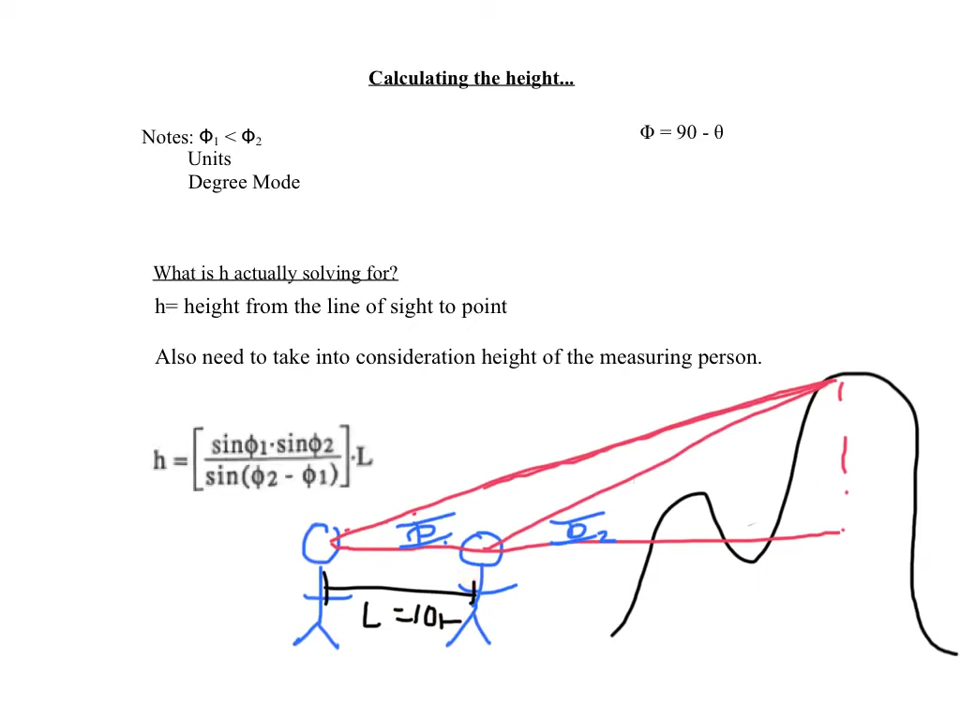 Calculating the height...
Notes: Φ₁ < Φ₂
Φ = 90 - θ
Units
Degree Mode
What is h actually solving for?
h= height from the line of sight to point
Also need to take into consideration height of the measuring person.
h = [sinϕ1·sinϕ2 / sin(ϕ2 - ϕ1)]·L
Φ₁ Φ₂